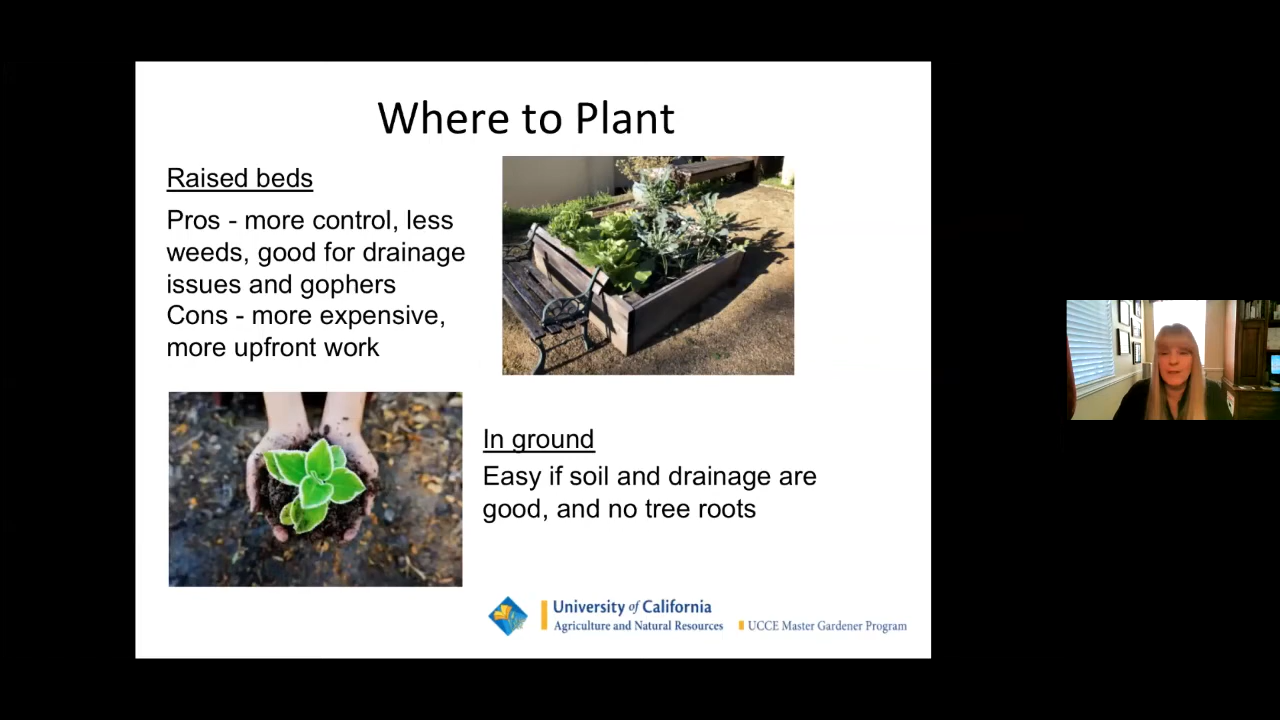 Where to Plant
Raised beds
Pros - more control, less
weeds, good for drainage
issues and gophers
Cons - more expensive,
more upfront work
In ground
Easy if soil and drainage are
good, and no tree roots
University of California
Agriculture and Natural Resources
UCCE Master Gardener Program